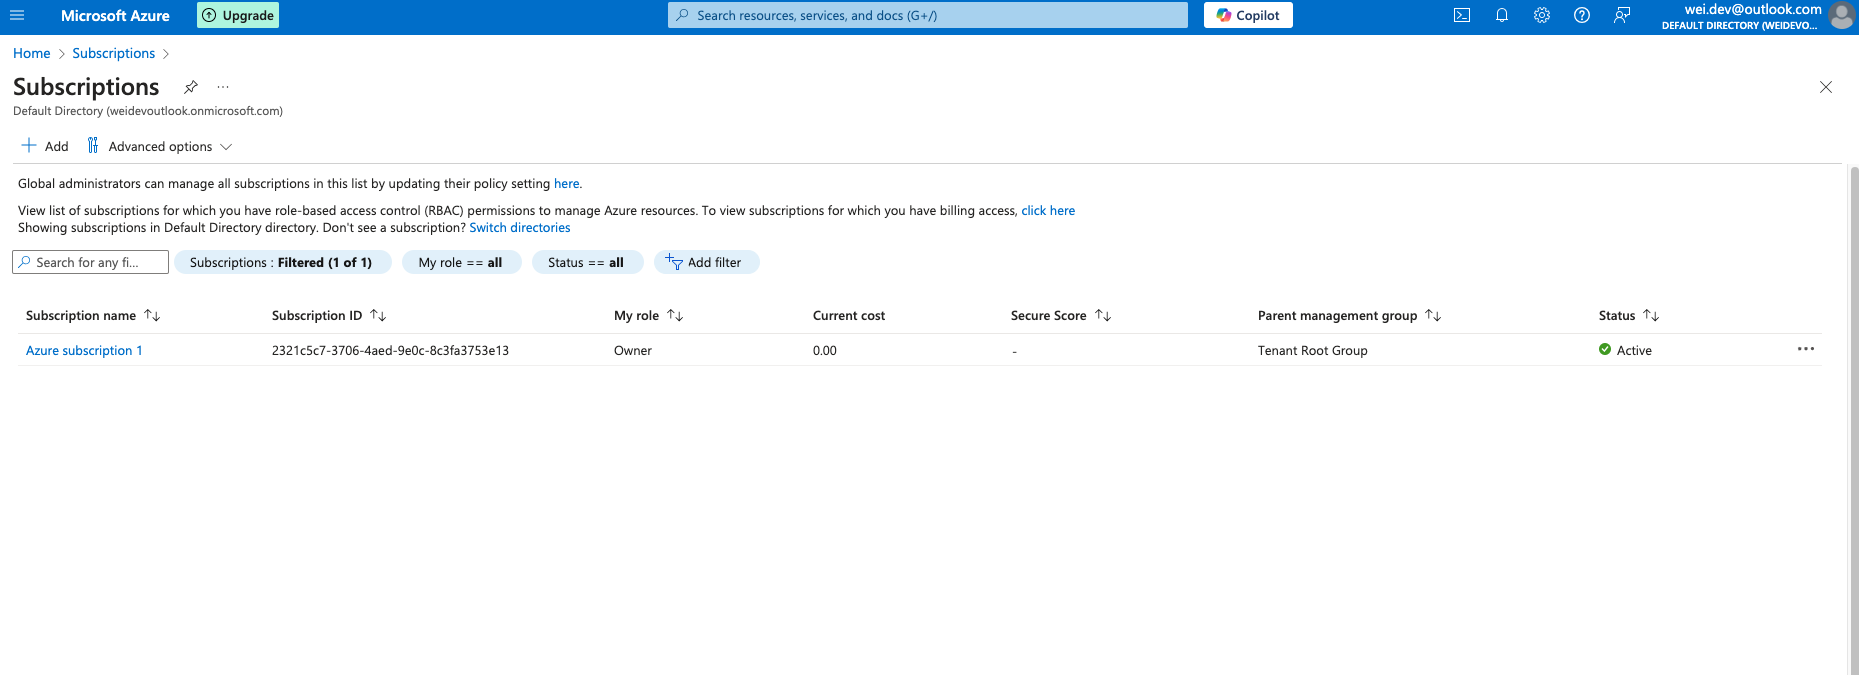 Microsoft Azure
Upgrade
Search resources, services, and docs (G+/)
Copilot
wei.dev@outlook.com
DEFAULT DIRECTORY (WEIDEVO...
Home > Subscriptions >
Subscriptions
Default Directory (weidevoutlook.onmicrosoft.com)
Add
Advanced options
Global administrators can manage all subscriptions in this list by updating their policy setting here.
View list of subscriptions for which you have role-based access control (RBAC) permissions to manage Azure resources. To view subscriptions for which you have billing access, click here
Showing subscriptions in Default Directory directory. Don't see a subscription? Switch directories
Search for any fi...
Subscriptions : Filtered (1 of 1)
My role == all
Status == all
Add filter
Subscription name Subscription ID My role Current cost Secure Score Parent management group Status
Azure subscription 1 2321c5c7-3706-4aed-9e0c-8c3fa3753e13 Owner 0.00 - Tenant Root Group Active